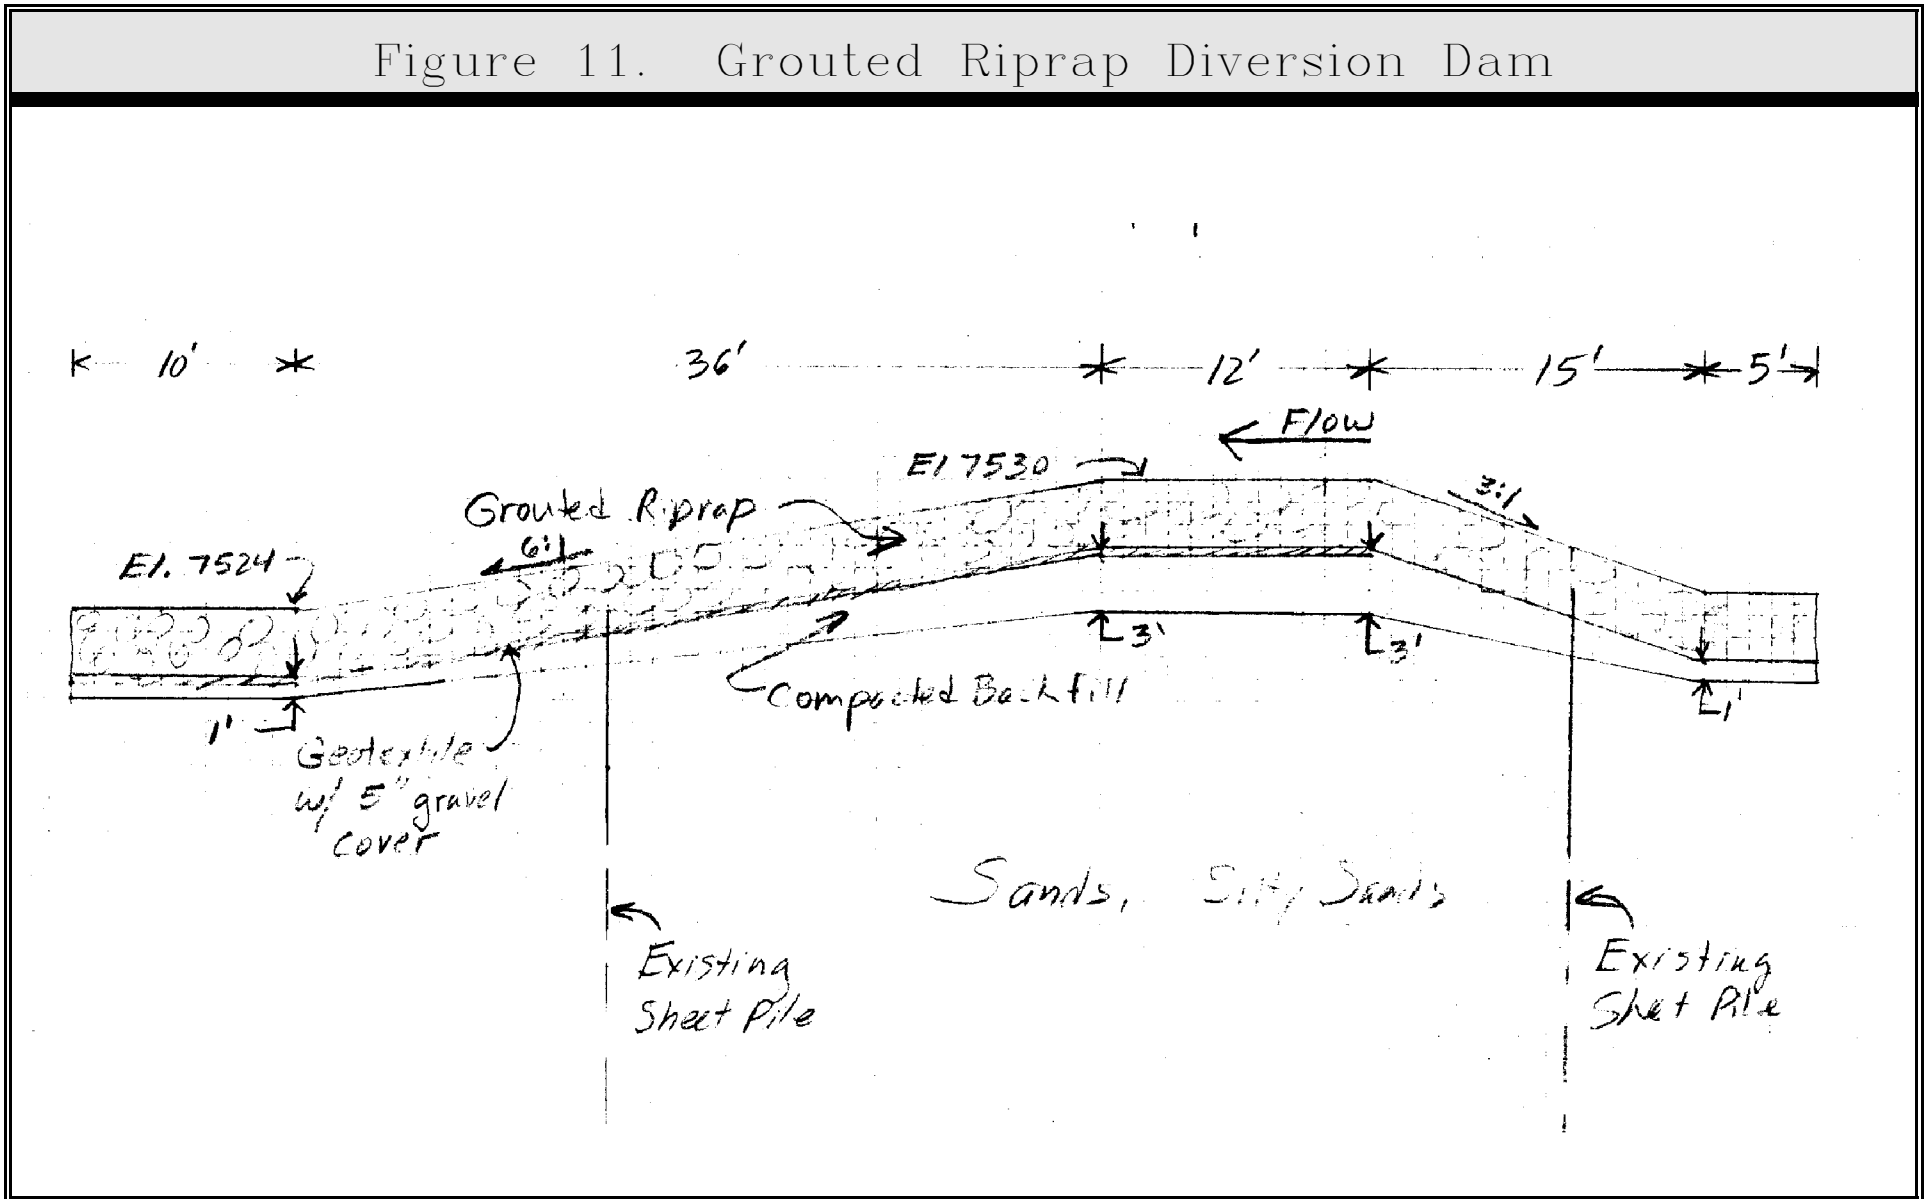 Figure 11. Grouted Riprap Diversion Dam
10' 36' 12' 15' 5'
Flow
El 7530
3:1
Grouted Riprap
6:1
El. 7524
3'
3'
Compacted Backfill
1'
1'
Geotextile
w/ 5" gravel
cover
Sands, Silty Sands
Existing
Sheet Pile
Existing
Sheet Pile